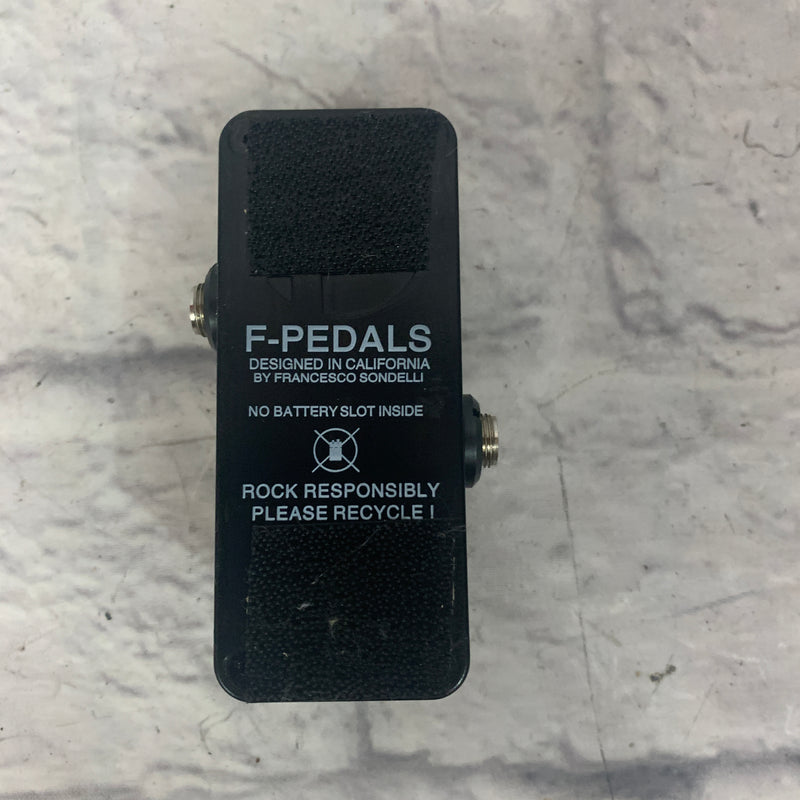 F-PEDALS
DESIGNED IN CALIFORNIA
BY FRANCESCO SONDELLI
NO BATTERY SLOT INSIDE
ROCK RESPONSIBLY
PLEASE RECYCLE !